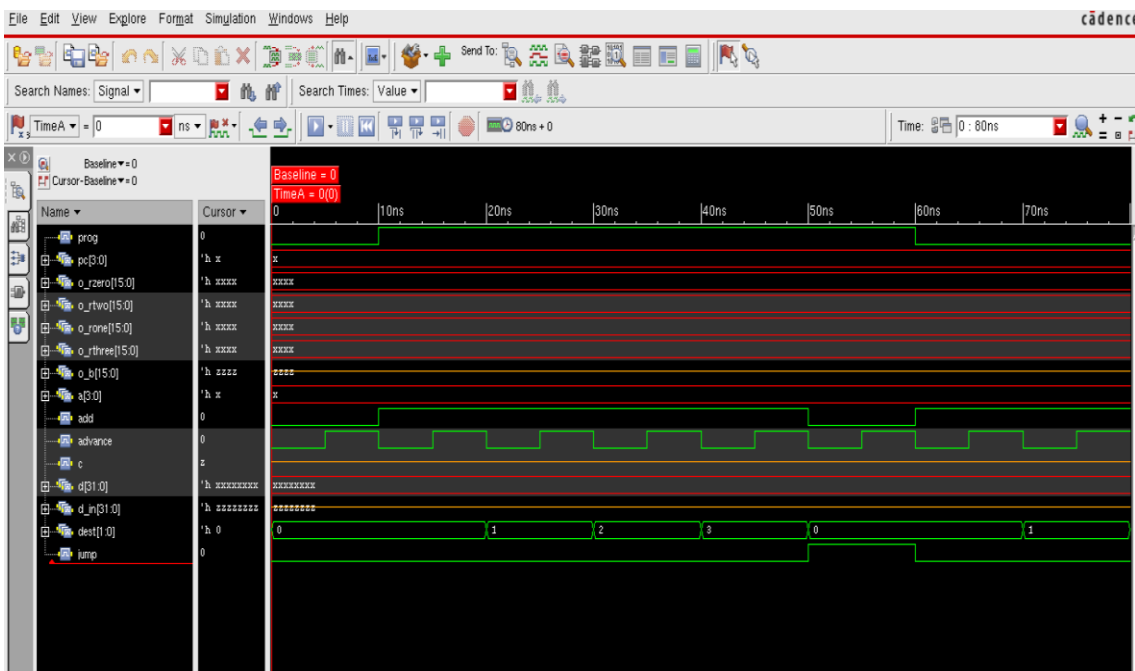 File Edit View Explore Format Simulation Windows Help cādence
Send To:
Search Names: Signal Search Times: Value
TimeA = 0 ns 80ns + 0 Time: 0 : 80ns
Baseline = 0
Cursor-Baseline = 0
Baseline = 0
TimeA = 0(0)
Name Cursor 0 10ns 20ns 30ns 40ns 50ns 60ns 70ns
prog 0
pc[3:0] 'h x x
o_rzero[15:0] 'h xxxx xxxx
o_rtwo[15:0] 'h xxxx xxxx
o_rone[15:0] 'h xxxx xxxx
o_rthree[15:0] 'h xxxx xxxx
o_b[15:0] 'h zzzz zzzz
a[3:0] 'h x x
add 0
advance 0
c z
d[31:0] 'h xxxxxxxx xxxxxxxx
d_in[31:0] 'h zzzzzzzz zzzzzzzz
dest[1:0] 'h 0 0 1 2 3 0 1
jump 0